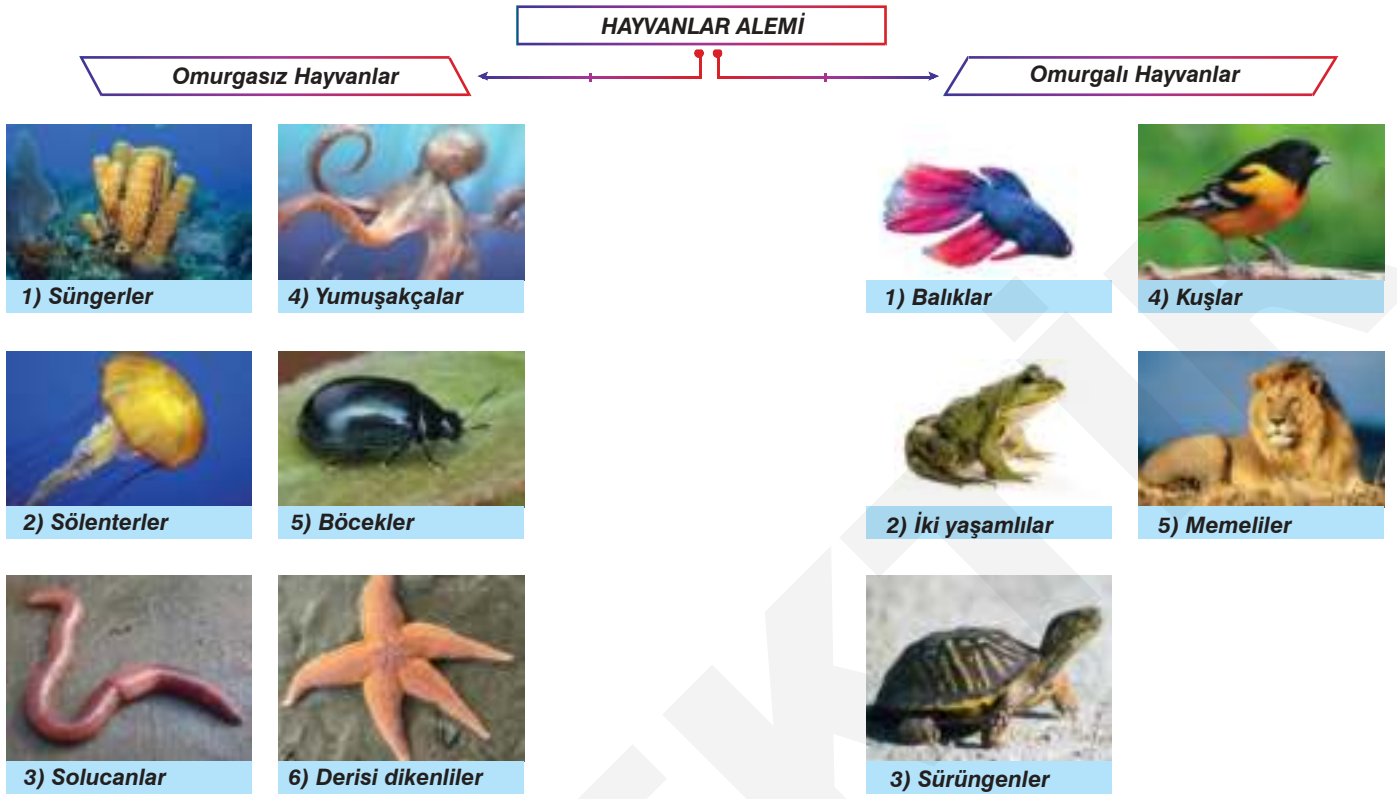 HAYVANLAR ALEMİ
Omurgasız Hayvanlar
Omurgalı Hayvanlar
1) Süngerler
4) Yumuşakçalar
1) Balıklar
4) Kuşlar
2) Sölenterler
5) Böcekler
2) İki yaşamlılar
5) Memeliler
3) Solucanlar
6) Derisi dikenliler
3) Sürüngenler